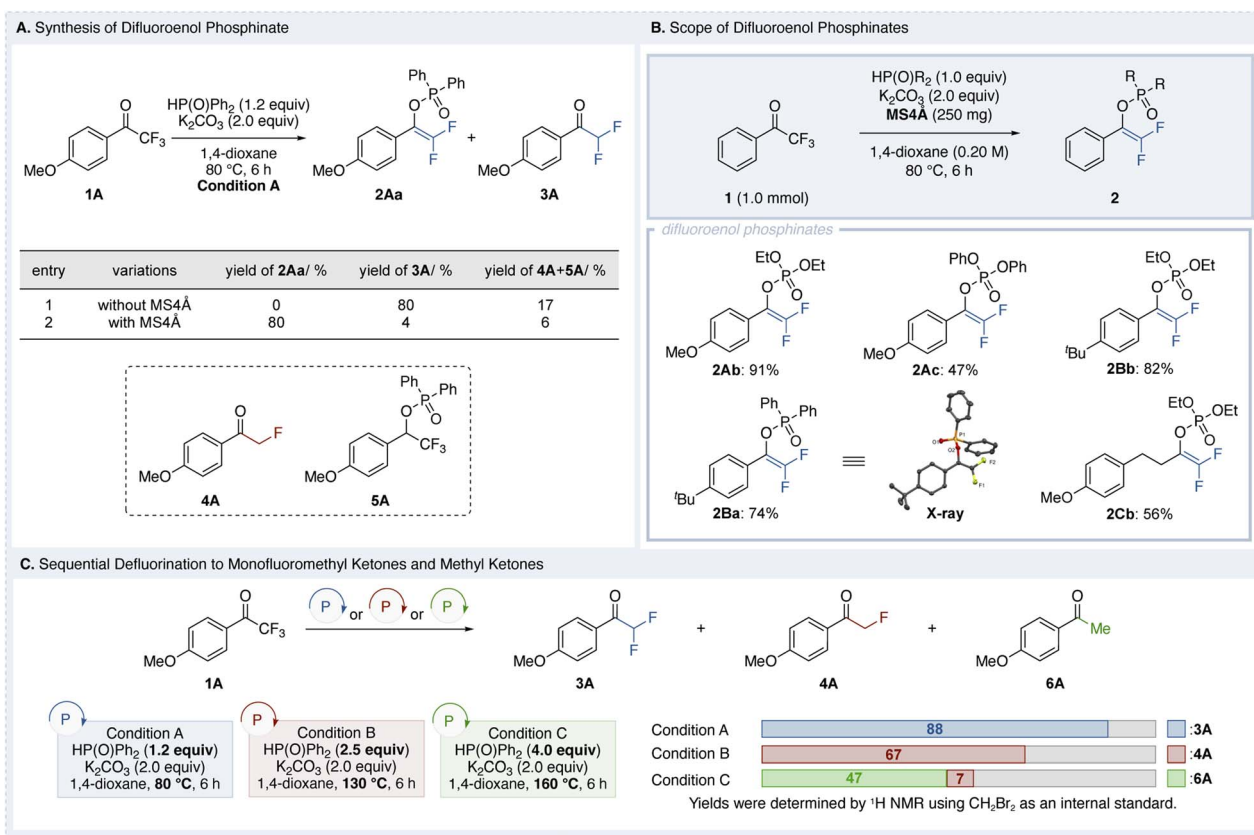 A. Synthesis of Difluoroenol Phosphinate
O
CF3
MeO
1A
HP(O)Ph2 (1.2 equiv)
K2CO3 (2.0 equiv)
1,4-dioxane
80 °C, 6 h
Condition A
Ph
Ph
P
O
O
F
F
MeO
2Aa
+
O
F
F
MeO
3A
entry variations yield of 2Aa/ % yield of 3A/ % yield of 4A+5A/ %
1 without MS4Å 0 80 17
2 with MS4Å 80 4 6
O
F
MeO
4A
Ph
Ph
P
O
O
CF3
MeO
5A
B. Scope of Difluoroenol Phosphinates
O
CF3
1 (1.0 mmol)
HP(O)R2 (1.0 equiv)
K2CO3 (2.0 equiv)
MS4Å (250 mg)
1,4-dioxane (0.20 M)
80 °C, 6 h
R
R
P
O
O
F
F
2
difluoroenol phosphinates
EtO
OEt
P
O
O
F
F
MeO
2Ab: 91%
PhO
OPh
P
O
O
F
F
MeO
2Ac: 47%
EtO
OEt
P
O
O
F
F
tBu
2Bb: 82%
Ph
Ph
P
O
O
F
F
tBu
2Ba: 74%
P1
O1
O2
F2
F1
X-ray
EtO
OEt
P
O
O
F
F
MeO
2Cb: 56%
C. Sequential Defluorination to Monofluoromethyl Ketones and Methyl Ketones
O
CF3
MeO
1A
P or P or P
O
F
F
MeO
3A
+
O
F
MeO
4A
+
O
Me
MeO
6A
P
Condition A
HP(O)Ph2 (1.2 equiv)
K2CO3 (2.0 equiv)
1,4-dioxane, 80 °C, 6 h
P
Condition B
HP(O)Ph2 (2.5 equiv)
K2CO3 (2.0 equiv)
1,4-dioxane, 130 °C, 6 h
P
Condition C
HP(O)Ph2 (4.0 equiv)
K2CO3 (2.0 equiv)
1,4-dioxane, 160 °C, 6 h
Condition A 88 :3A
Condition B 67 :4A
Condition C 47 7 :6A
Yields were determined by 1H NMR using CH2Br2 as an internal standard.